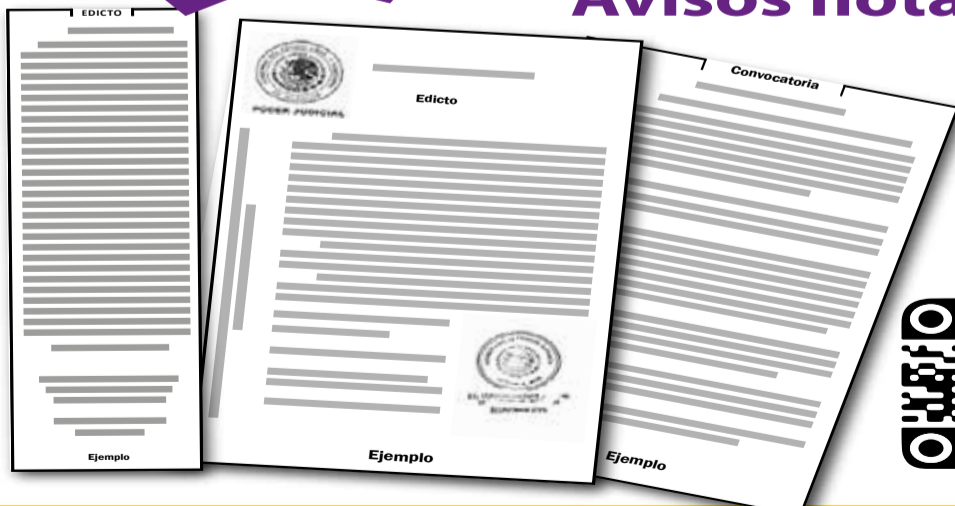 Avisos nota
EDICTO
Ejemplo
PODER JUDICIAL
Edicto
Ejemplo
Convocatoria
Ejemplo